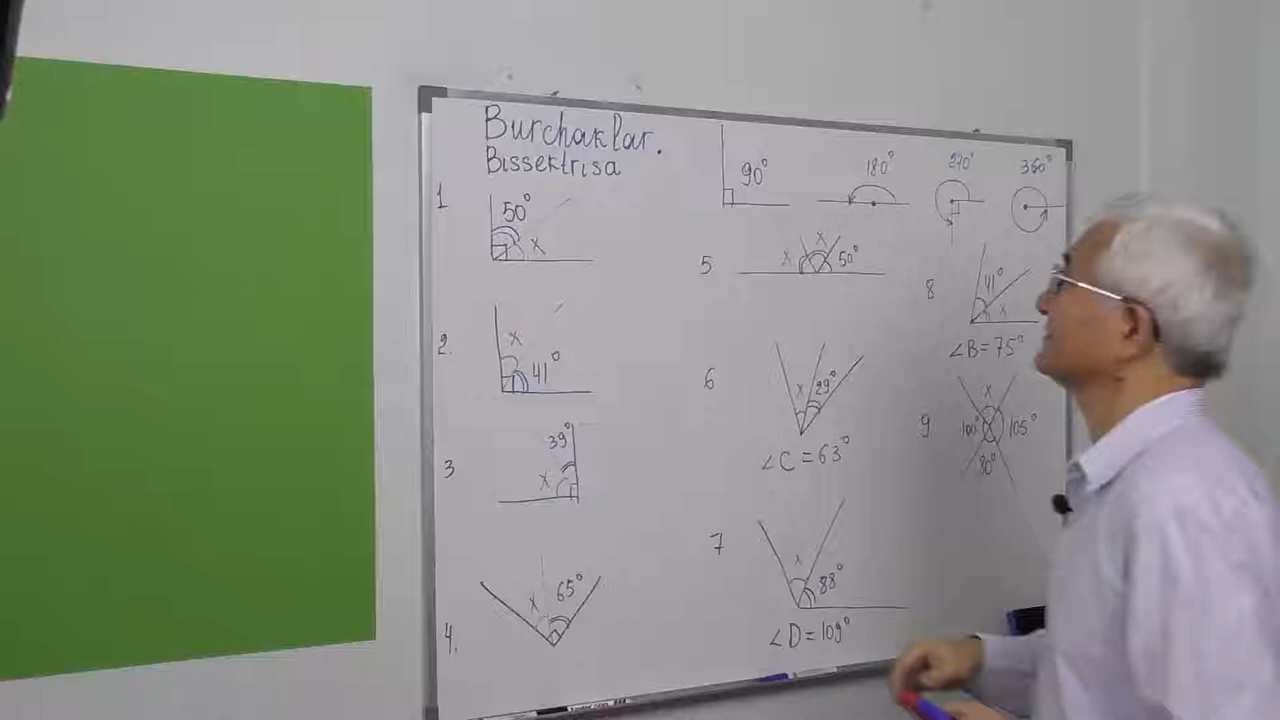 Burchaklar.
Bissektrisa
90°
180°
270°
360°
1
50°
x
2.
x
41°
3
39°
x
4.
x
65°
5
x
x
50°
6
x
29°
∠C = 63°
7
x
88°
∠D = 109°
8
41°
x
∠B = 75°
9
x
100°
105°
80°